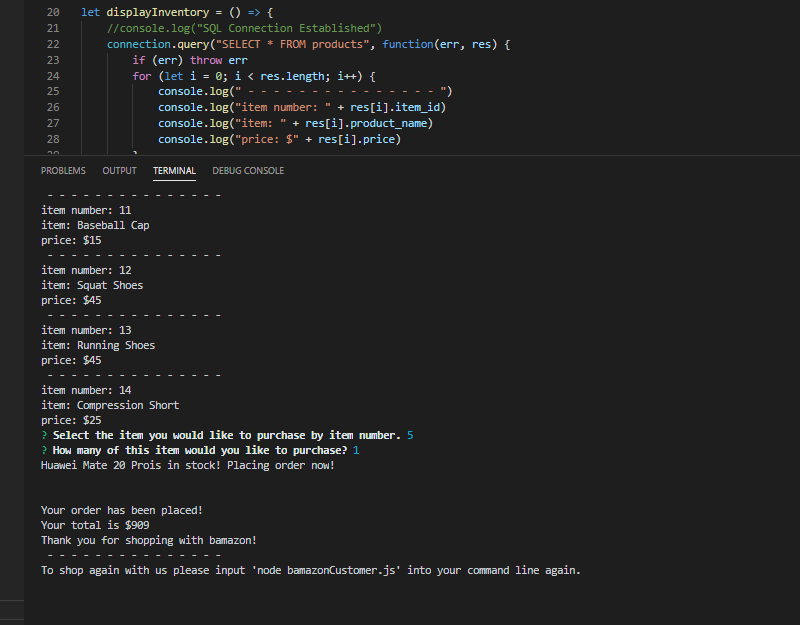 20 let displayInventory = () => {
21 //console.log("SQL Connection Established")
22 connection.query("SELECT * FROM products", function(err, res) {
23 if (err) throw err
24 for (let i = 0; i < res.length; i++) {
25 console.log(" - - - - - - - - - - - - - - - ")
26 console.log("item number: " + res[i].item_id)
27 console.log("item: " + res[i].product_name)
28 console.log("price: $" + res[i].price)
PROBLEMS OUTPUT TERMINAL DEBUG CONSOLE
- - - - - - - - - - - - - - -
item number: 11
item: Baseball Cap
price: $15
- - - - - - - - - - - - - - -
item number: 12
item: Squat Shoes
price: $45
- - - - - - - - - - - - - - -
item number: 13
item: Running Shoes
price: $45
- - - - - - - - - - - - - - -
item number: 14
item: Compression Short
price: $25
? Select the item you would like to purchase by item number. 5
? How many of this item would you like to purchase? 1
Huawei Mate 20 Prois in stock! Placing order now!
Your order has been placed!
Your total is $909
Thank you for shopping with bamazon!
- - - - - - - - - - - - - - -
To shop again with us please input 'node bamazonCustomer.js' into your command line again.